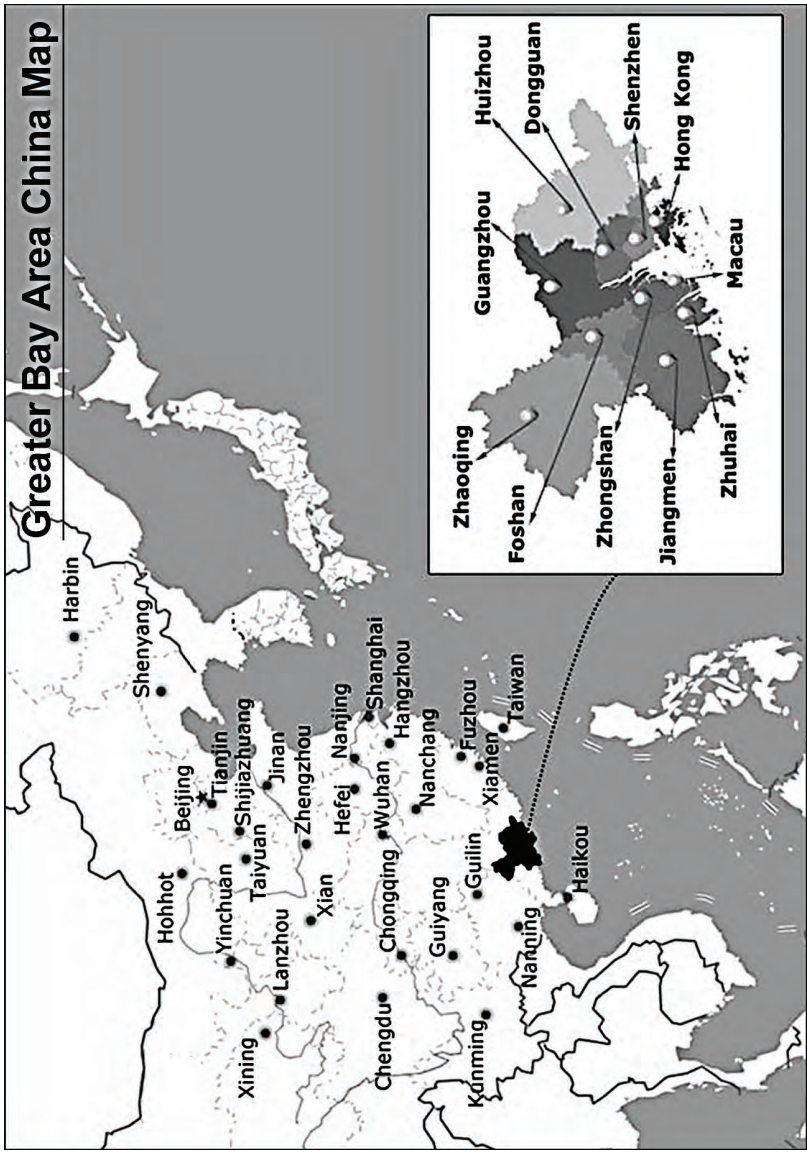 Greater Bay Area China Map
Harbin
Shenyang
Hohhot
Beijing
Tianjin
Shijiazhuang
Yinchuan
Taiyuan
Jinan
Xining
Lanzhou
Xian
Zhengzhou
Hefei
Nanjing
Shanghai
Chengdu
Chongqing
Wuhan
Hangzhou
Nanchang
Guiyang
Fuzhou
Kunming
Guilin
Xiamen
Taiwan
Nanning
Haikou
Zhaoqing
Guangzhou
Huizhou
Foshan
Dongguan
Zhongshan
Shenzhen
Jiangmen
Hong Kong
Zhuhai
Macau